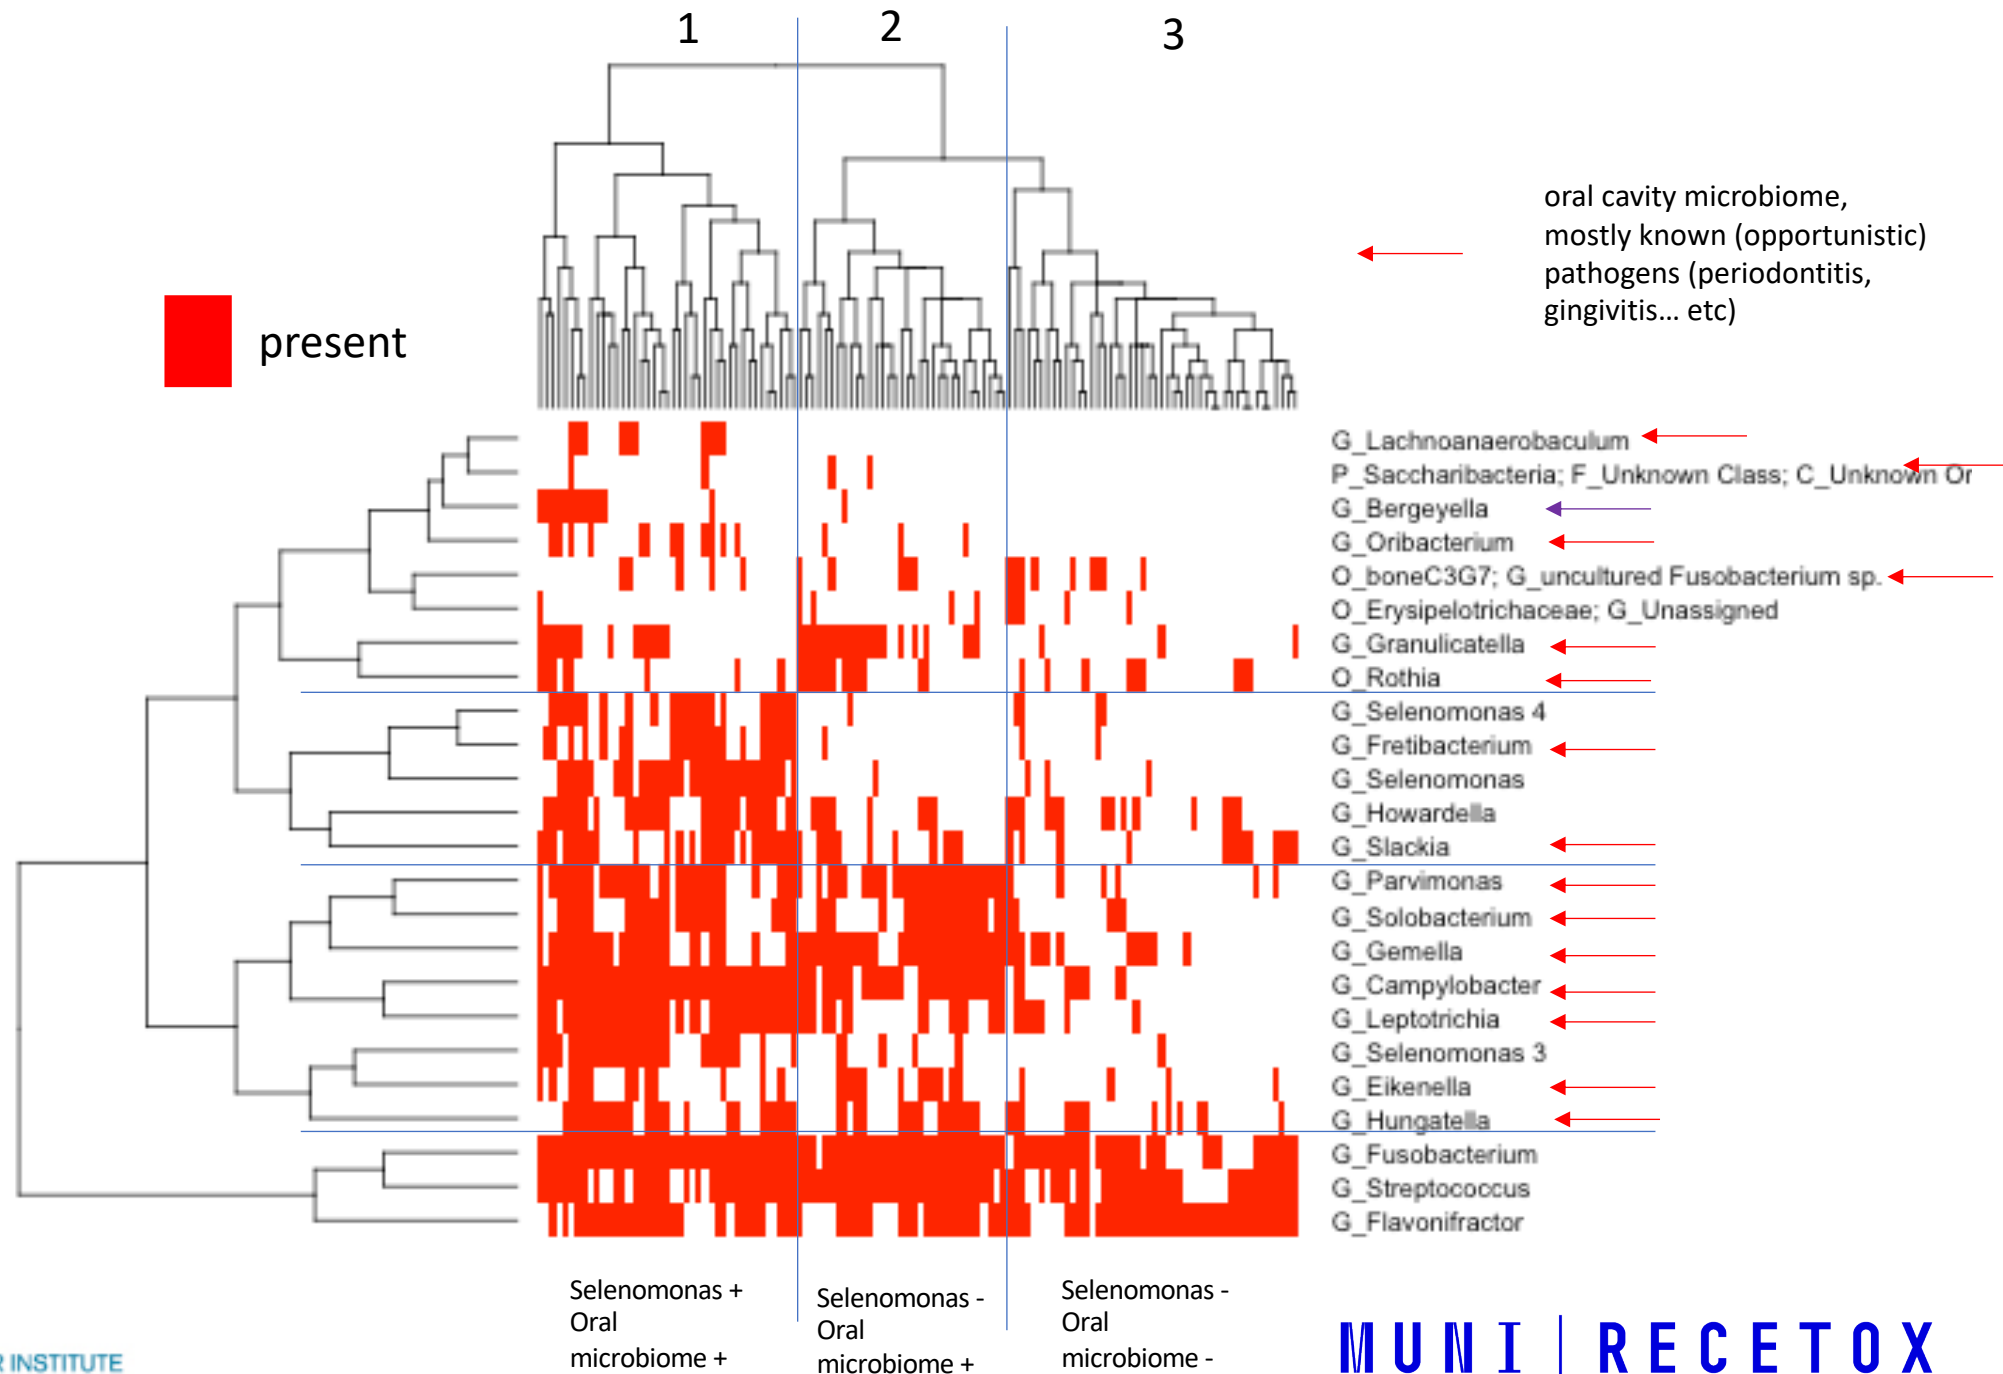 1
2
3
oral cavity microbiome,
mostly known (opportunistic)
pathogens (periodontitis,
gingivitis... etc)
present
G_Lachnoanaerobaculum
P_Saccharibacteria; F_Unknown Class; C_Unknown Or
G_Bergeyella
G_Oribacterium
O_boneC3G7; G_uncultured Fusobacterium sp.
O_Erysipelotrichaceae; G_Unassigned
G_Granulicatella
O_Rothia
G_Selenomonas 4
G_Fretibacterium
G_Selenomonas
G_Howardella
G_Slackia
G_Parvimonas
G_Solobacterium
G_Gemella
G_Campylobacter
G_Leptotrichia
G_Selenomonas 3
G_Eikenella
G_Hungatella
G_Fusobacterium
G_Streptococcus
G_Flavonifractor
Selenomonas +
Oral
microbiome +
Selenomonas -
Oral
microbiome +
Selenomonas -
Oral
microbiome -
R INSTITUTE
MUNI | RECETOX